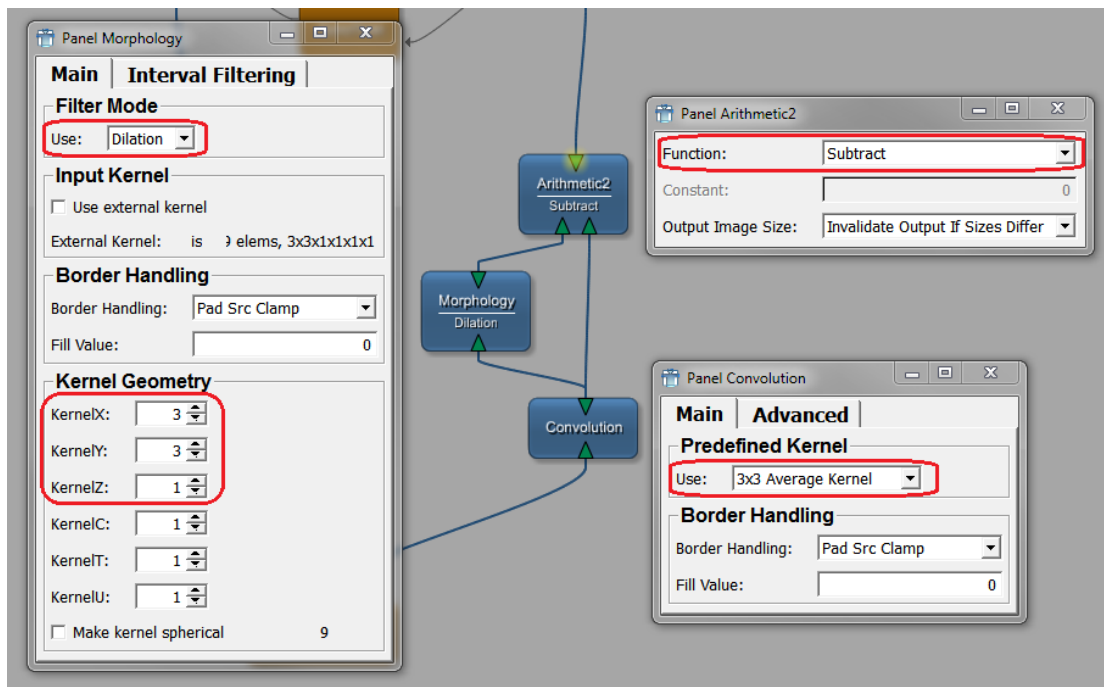 Panel Morphology
Main Interval Filtering
Filter Mode
Use: Dilation
Input Kernel
Use external kernel
External Kernel: is 9 elems, 3x3x1x1x1x1
Border Handling
Border Handling: Pad Src Clamp
Fill Value: 0
Kernel Geometry
KernelX: 3
KernelY: 3
KernelZ: 1
KernelC: 1
KernelT: 1
KernelU: 1
Make kernel spherical 9
Arithmetic2
Subtract
Morphology
Dilation
Convolution
Panel Arithmetic2
Function: Subtract
Constant: 0
Output Image Size: Invalidate Output If Sizes Differ
Panel Convolution
Main Advanced
Predefined Kernel
Use: 3x3 Average Kernel
Border Handling
Border Handling: Pad Src Clamp
Fill Value: 0